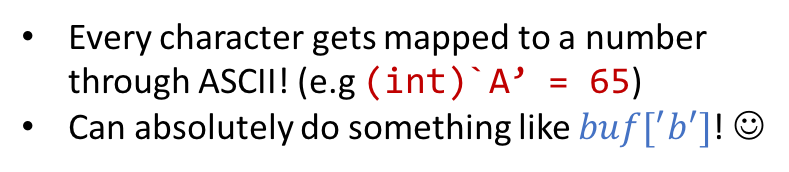 • Every character gets mapped to a number
through ASCII! (e.g (int)`A’ = 65)
• Can absolutely do something like buf['b']! ☺